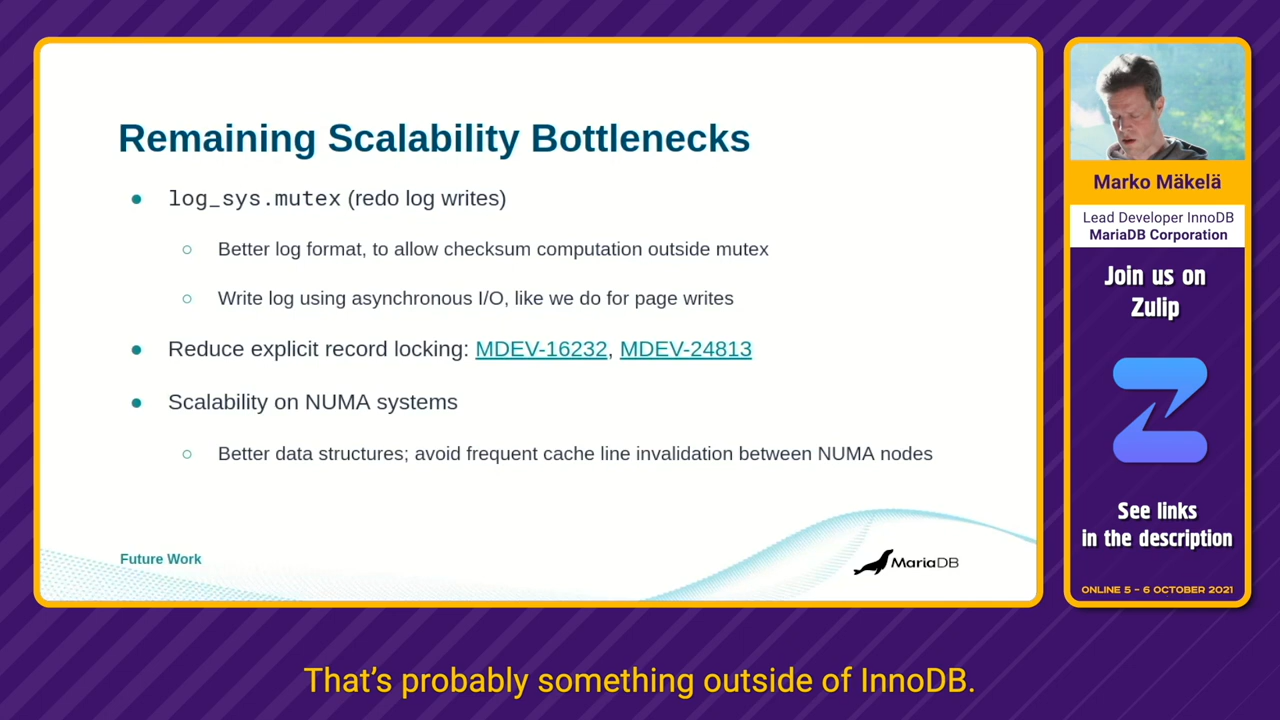 Remaining Scalability Bottlenecks
● log_sys.mutex (redo log writes)
○ Better log format, to allow checksum computation outside mutex
○ Write log using asynchronous I/O, like we do for page writes
● Reduce explicit record locking: MDEV-16232, MDEV-24813
● Scalability on NUMA systems
○ Better data structures; avoid frequent cache line invalidation between NUMA nodes
Future Work
MariaDB
Marko Mäkelä
Lead Developer InnoDB
MariaDB Corporation
Join us on
Zulip
See links
in the description
ONLINE 5 – 6 OCTOBER 2021
That’s probably something outside of InnoDB.